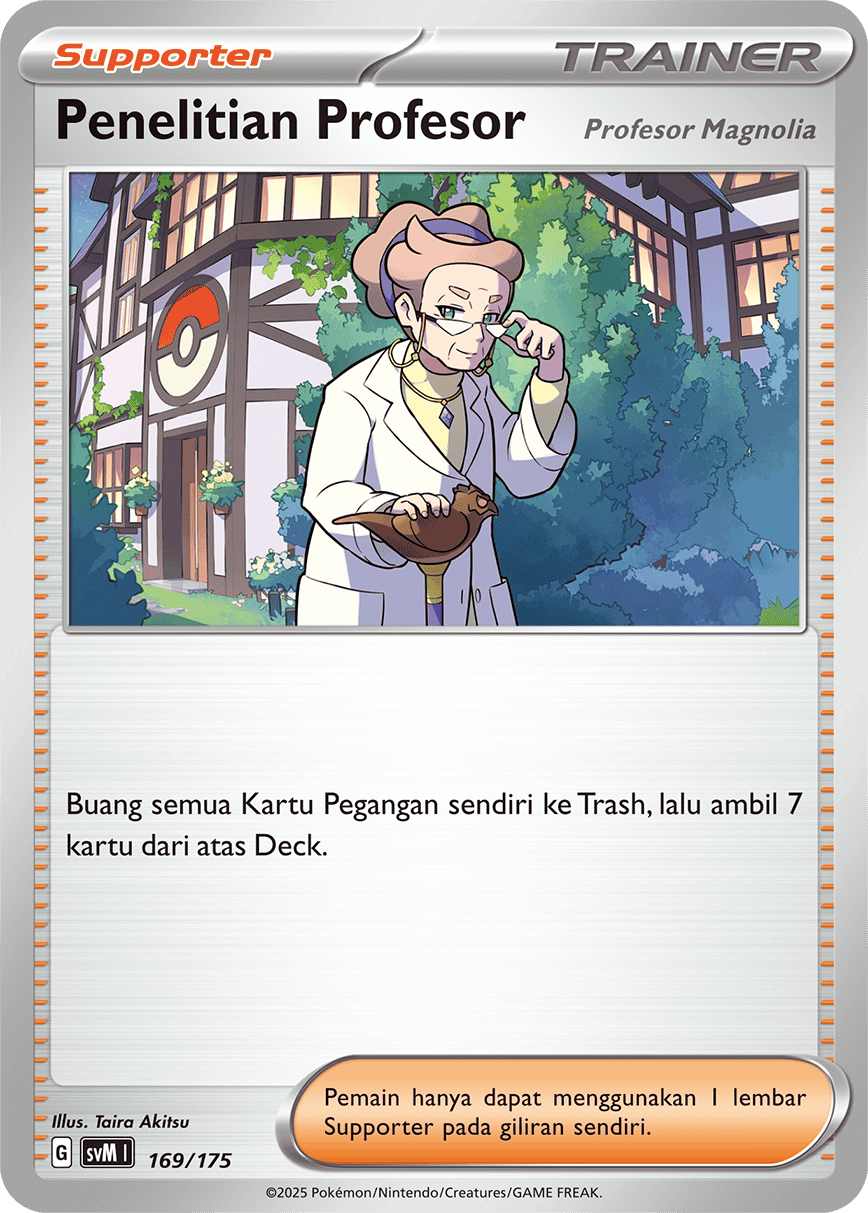 Supporter
TRAINER
Penelitian Profesor
Profesor Magnolia
Buang semua Kartu Pegangan sendiri ke Trash, lalu ambil 7
kartu dari atas Deck.
Pemain hanya dapat menggunakan 1 lembar
Supporter pada giliran sendiri.
Illus. Taira Akitsu
G svM I 169/175
©2025 Pokémon/Nintendo/Creatures/GAME FREAK.